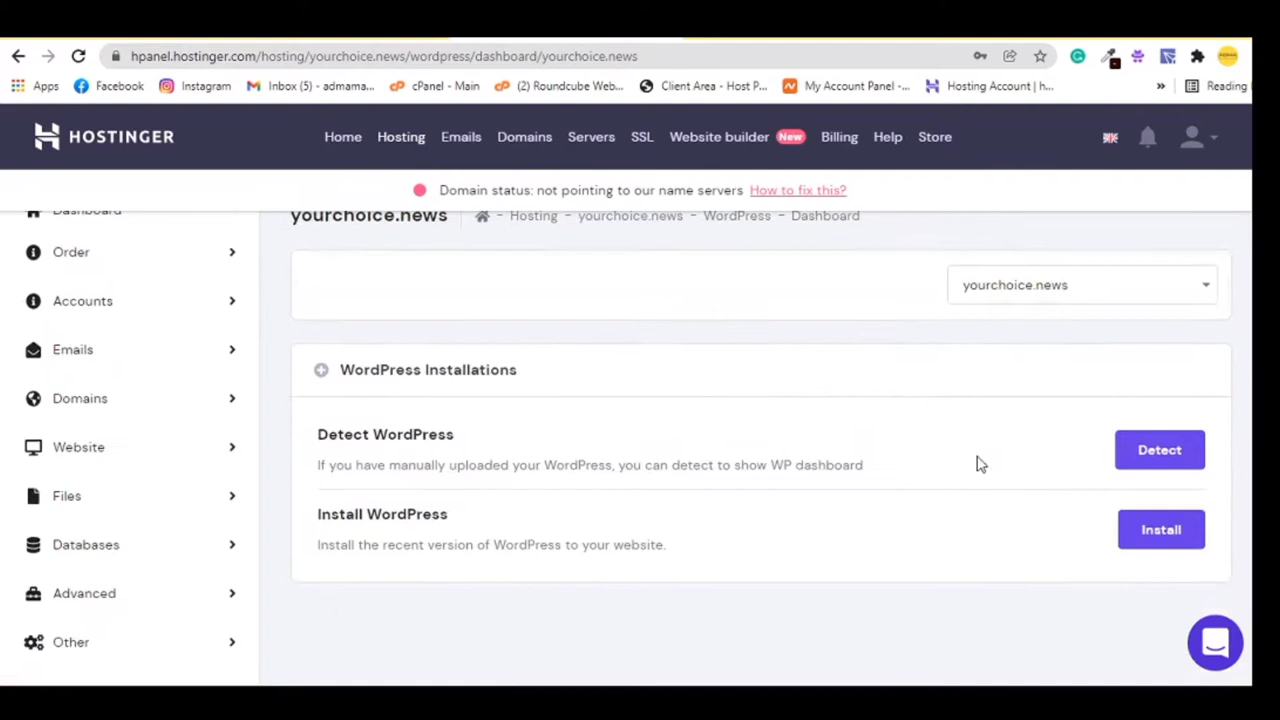 hpanel.hostinger.com/hosting/yourchoice.news/wordpress/dashboard/yourchoice.news
Apps Facebook Instagram Inbox (5) - admama... cPanel - Main (2) Roundcube Web... Client Area - Host P... My Account Panel -... Hosting Account | h... » Reading
HOSTINGER Home Hosting Emails Domains Servers SSL Website builder New Billing Help Store
Domain status: not pointing to our name servers How to fix this?
Dashboard
yourchoice.news - Hosting - yourchoice.news - WordPress - Dashboard
Order
yourchoice.news
Accounts
Emails
WordPress Installations
Domains
Detect WordPress
Website
Detect
If you have manually uploaded your WordPress, you can detect to show WP dashboard
Files
Install WordPress
Install
Databases
Install the recent version of WordPress to your website.
Advanced
Other